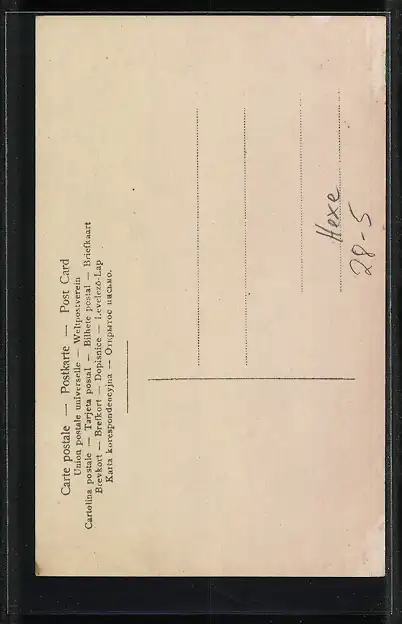 Carte postale — Postkarte — Post Card
Union postale universelle — Weltpostverein
Cartolina postale — Tarjeta postal — Bilhete postal — Briefkaart
Brevkort — Brefkort — Dopisnice — Levelező-Lap
Karta korespondencyjna — Открытое письмо.
Hexe
28-5